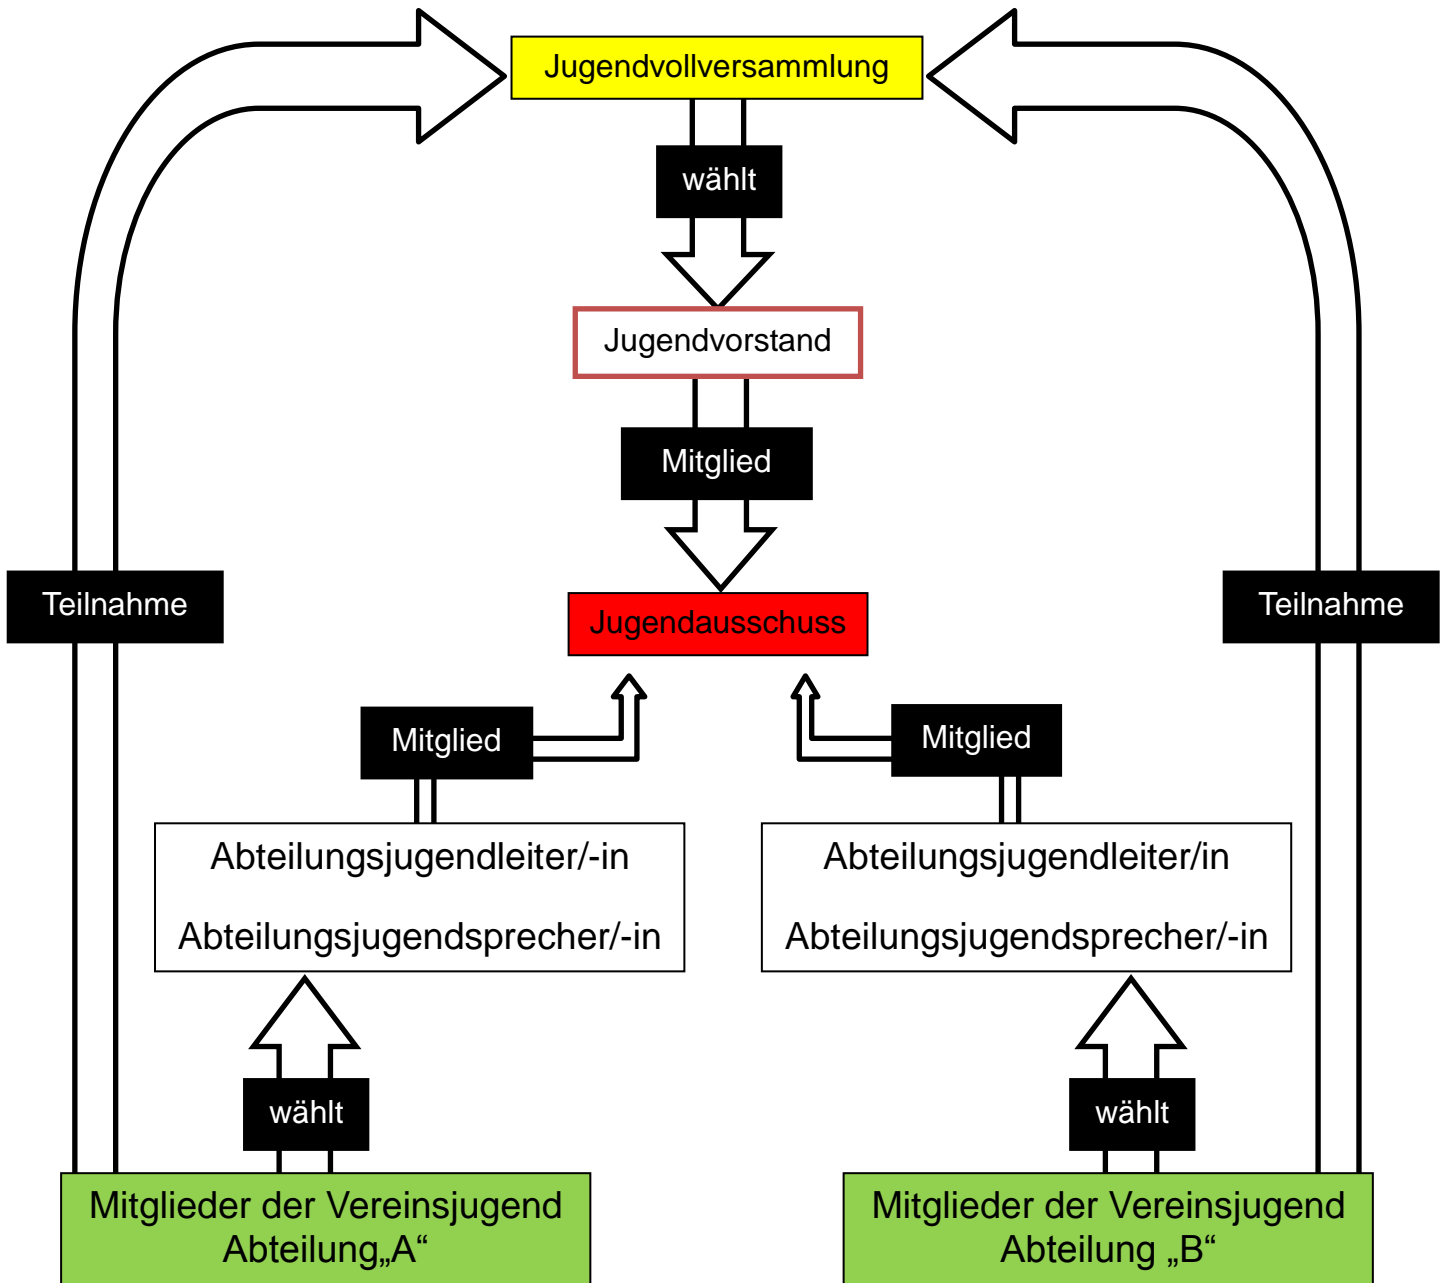 Jugendvollversammlung
wählt
Jugendvorstand
Mitglied
Teilnahme
Teilnahme
Jugendausschuss
Mitglied
Mitglied
Abteilungsjugendleiter/-in
Abteilungsjugendsprecher/-in
Abteilungsjugendleiter/in
Abteilungsjugendsprecher/-in
wählt
wählt
Mitglieder der Vereinsjugend
Abteilung„A“
Mitglieder der Vereinsjugend
Abteilung „B“